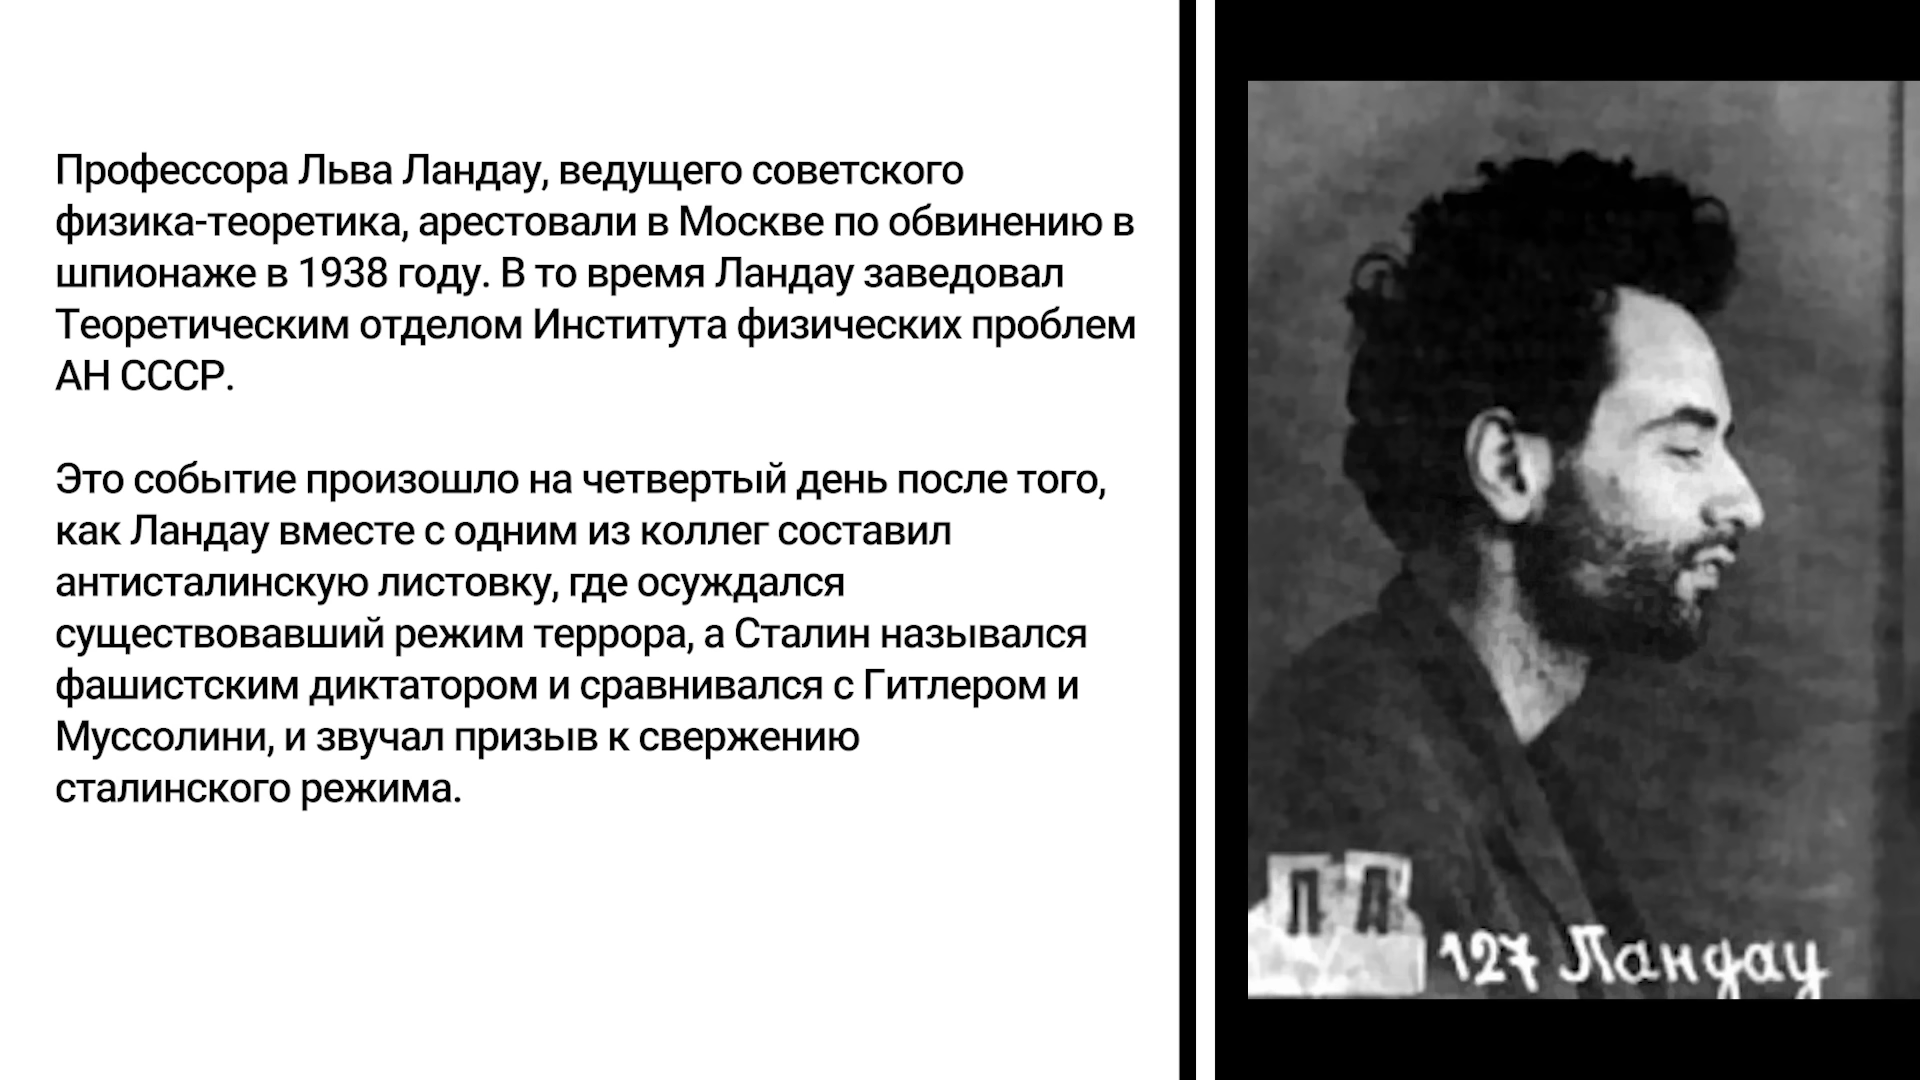 Профессора Льва Ландау, ведущего советского
физика-теоретика, арестовали в Москве по обвинению в
шпионаже в 1938 году. В то время Ландау заведовал
Теоретическим отделом Института физических проблем
АН СССР.
Это событие произошло на четвертый день после того,
как Ландау вместе с одним из коллег составил
антисталинскую листовку, где осуждался
существовавший режим террора, а Сталин назывался
фашистским диктатором и сравнивался с Гитлером и
Муссолини, и звучал призыв к свержению
сталинского режима.
Л А
127 Ландау